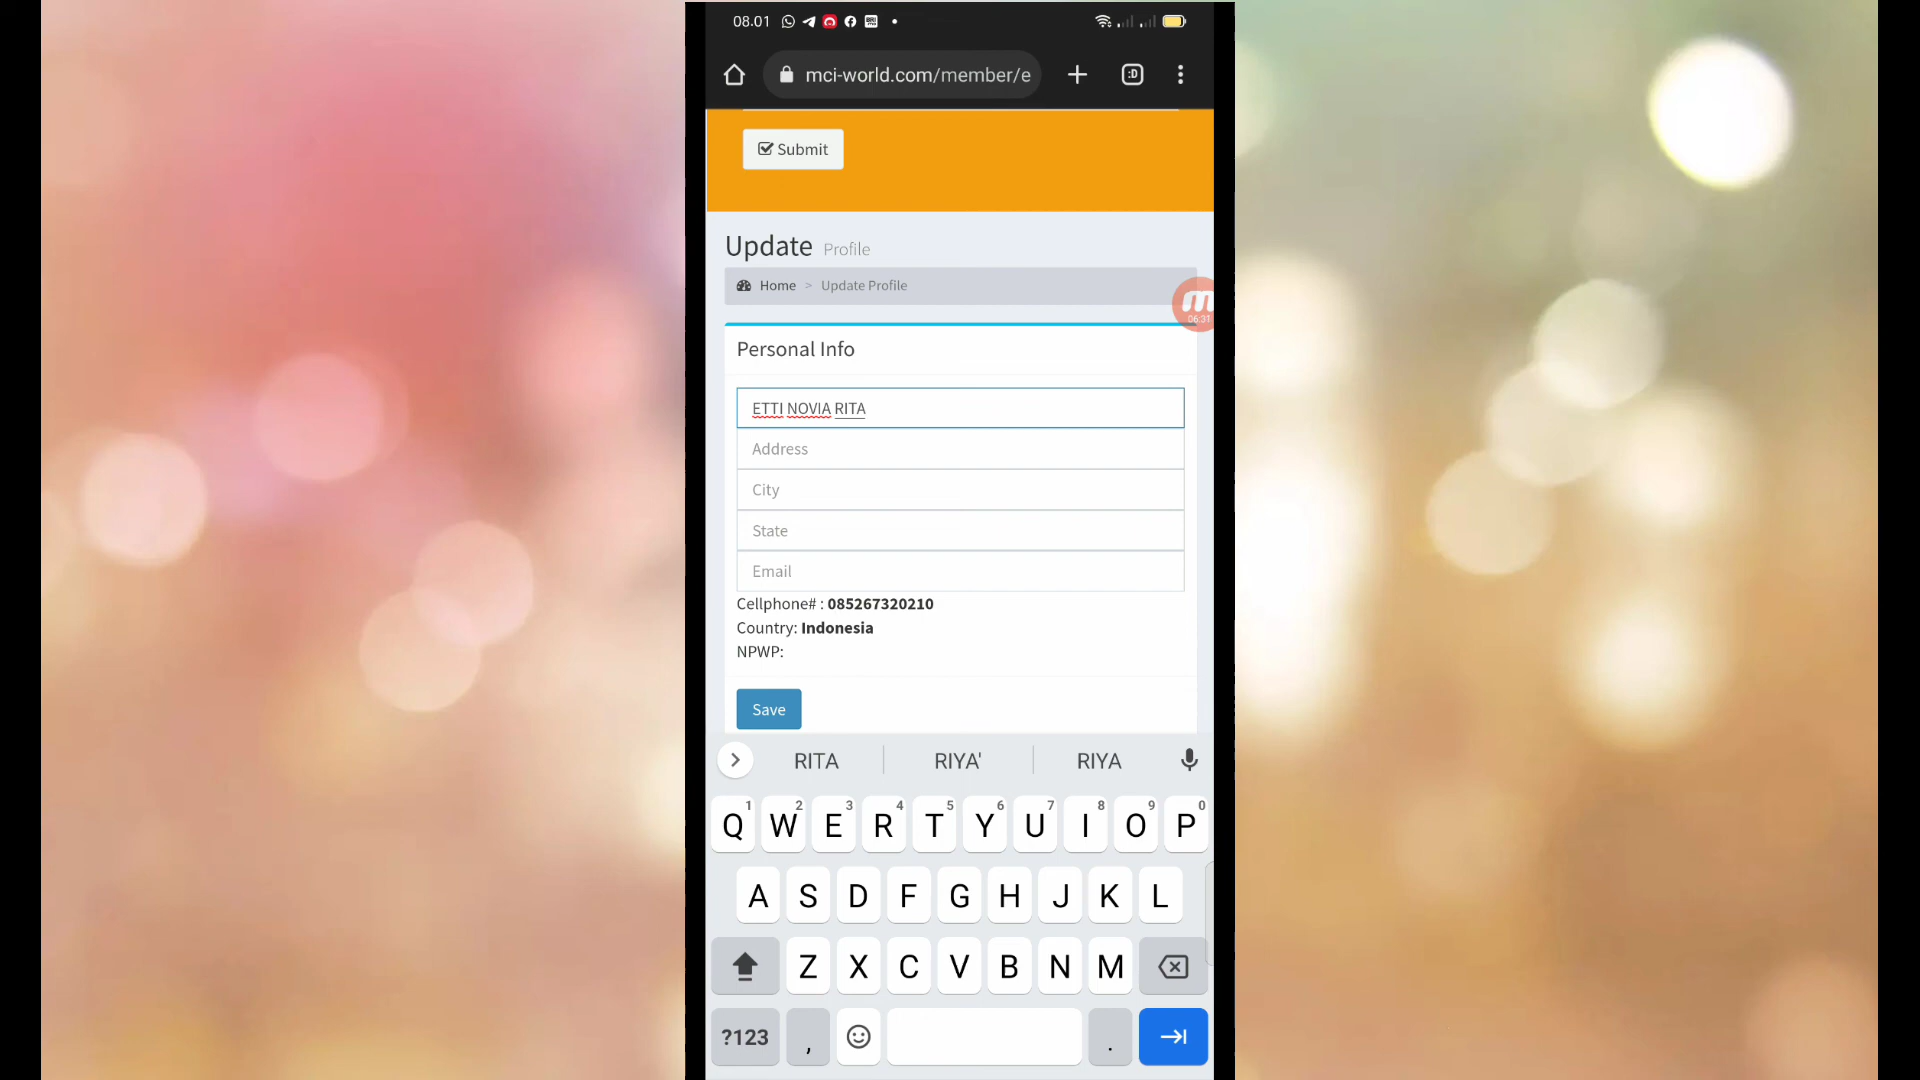 08.01
mci-world.com/member/e
:D
Submit
Update Profile
Home > Update Profile
m
06:31
Personal Info
ETTI NOVIA RITA
Address
City
State
Email
Cellphone# : 085267320210
Country: Indonesia
NPWP:
Save
RITA RIYA' RIYA
1 2 3 4 5 6 7 8 9 0
Q W E R T Y U I O P
A S D F G H J K L
Z X C V B N M
?123 , .